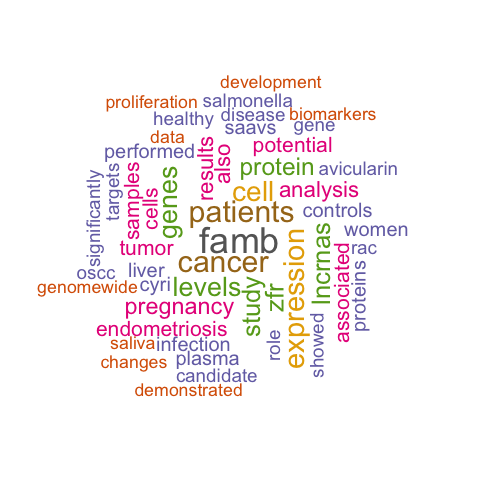 development
proliferation salmonella
healthy disease biomarkers
data saavs gene
performed results also potential
significantly targets samples cells genes protein avicularin
cell analysis
patients controls
famb women
tumor cancer expression lncrnas associated rac proteins
oscc liver
genomewide cyri levels study zfr
pregnancy
endometriosis role showed
saliva infection
changes plasma
candidate
demonstrated